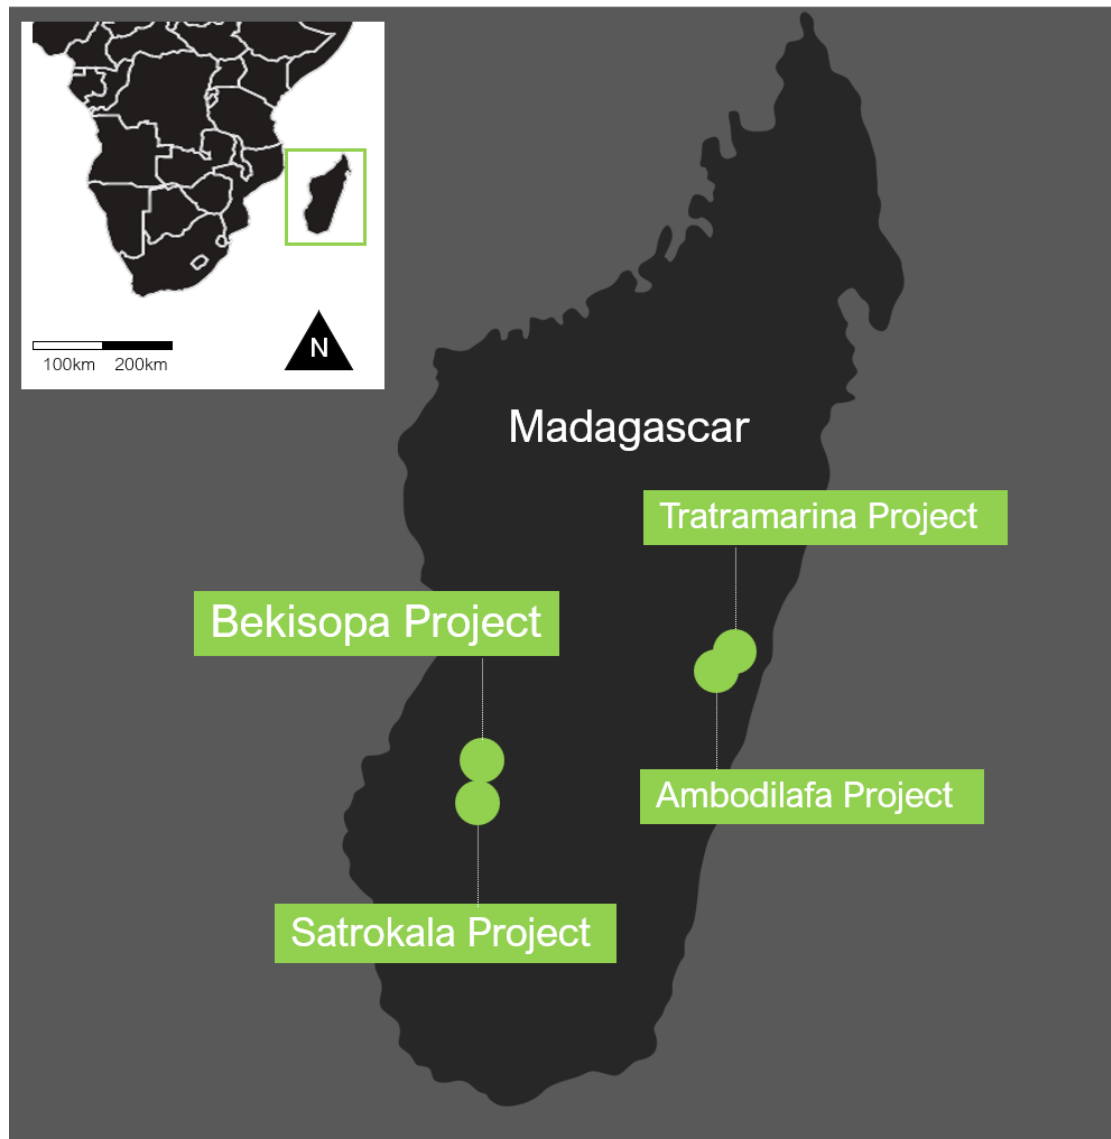 N
100km 200km
Madagascar
Tratramarina Project
Bekisopa Project
Ambodilafa Project
Satrokala Project